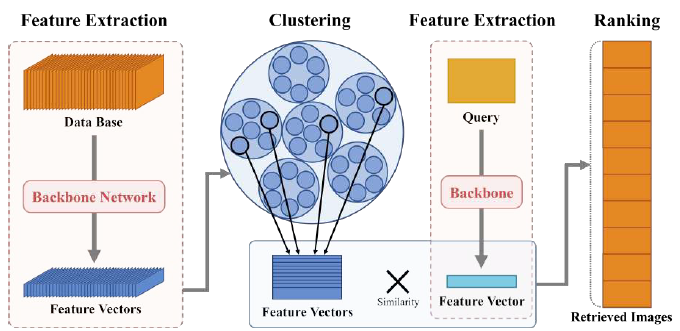 Feature Extraction
Clustering
Feature Extraction
Ranking
Data Base
Backbone Network
Feature Vectors
Feature Vectors
Similarity
Query
Backbone
Feature Vector
Retrieved Images